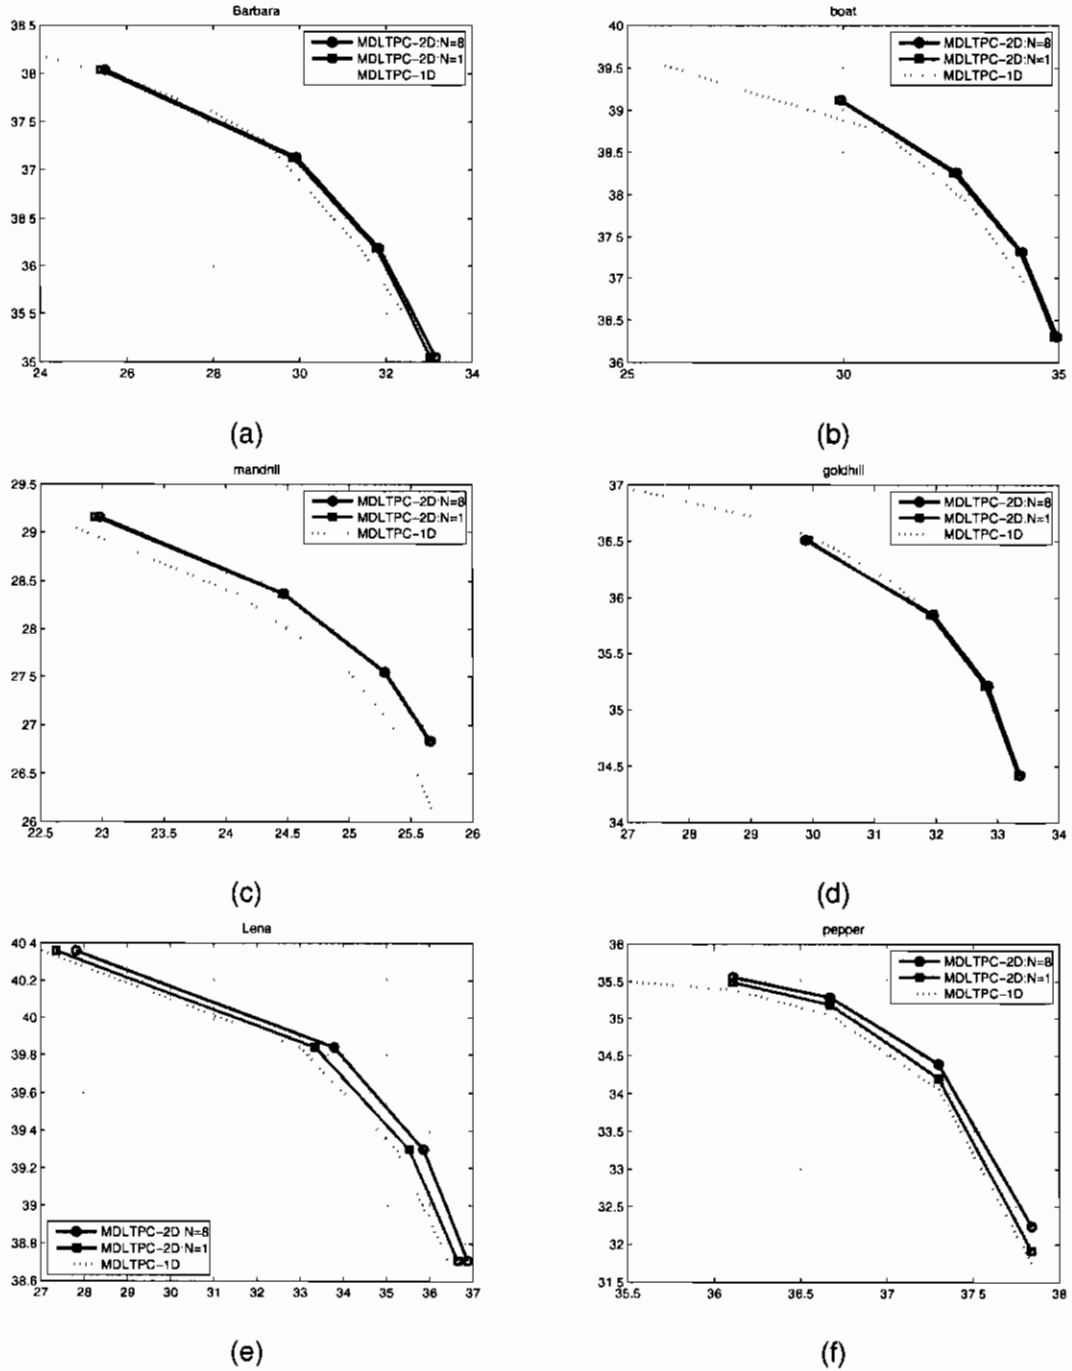 Barbara
38 5
38
37 5
37
38 5
36
35 5
35
24 26 28 30 32 34
MDLTPC-2D:N=8
MDLTPC-2D:N=1
MDLTPC-1D
(a)
boat
40
39.5
39
38.5
38
37.5
37
36.5
36
25 30 35
MDLTPC-2D:N=8
MDLTPC-2D:N=1
MDLTPC-1D
(b)
mandrill
29.5
29
28.5
28
27.5
27
26.5
26
22.5 23 23.5 24 24.5 25 25.5 26
MDLTPC-2D N=8
MDLTPC-2D:N=1
MDLTPC-1D
(c)
goldhill
37
36.5
36
35.5
35
34.5
34
27 28 29 30 31 32 33 34
MDLTPC-2D:N=8
MDLTPC-2D:N=1
MDLTPC-1D
(d)
Lena
40 4
40.2
40
39.8
39.6
39 4
39.2
39
38.8
38.6
27 28 29 30 31 32 33 34 35 36 37
MDLTPC-2D N=8
MDLTPC-2D N=1
MDLTPC-1D
(e)
pepper
36
35.5
35
34.5
34
33.5
33
32.5
32
31 5
35.5 36 36.5 37 37.5 38
MDLTPC-2D:N=8
MDLTPC-2D:N=1
MDLTPC-1D
(f)